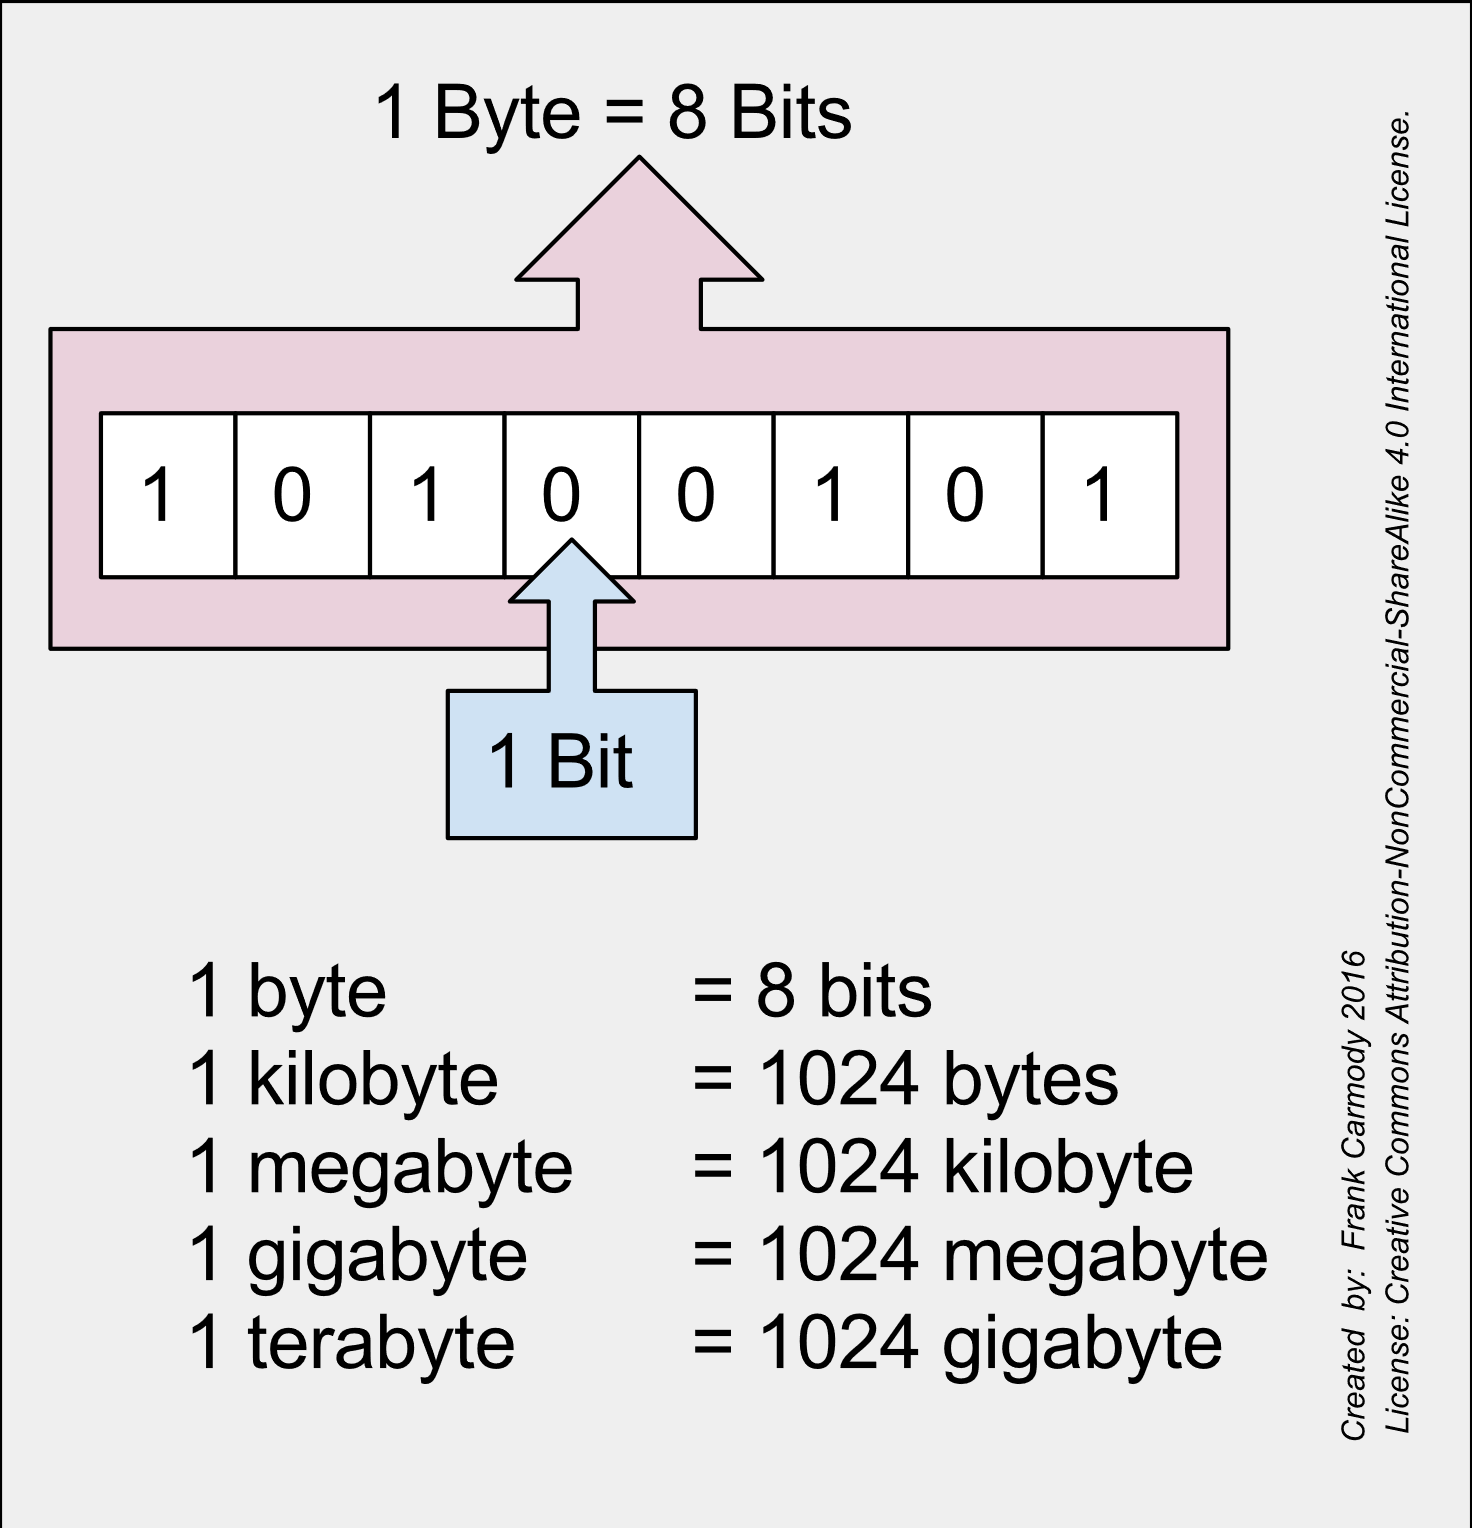 1 Byte = 8 Bits
1 0 1 0 0 1 0 1
1 Bit
1 byte = 8 bits
1 kilobyte = 1024 bytes
1 megabyte = 1024 kilobyte
1 gigabyte = 1024 megabyte
1 terabyte = 1024 gigabyte
Created by: Frank Carmody 2016
License: Creative Commons Attribution-NonCommercial-ShareAlike 4.0 International License.